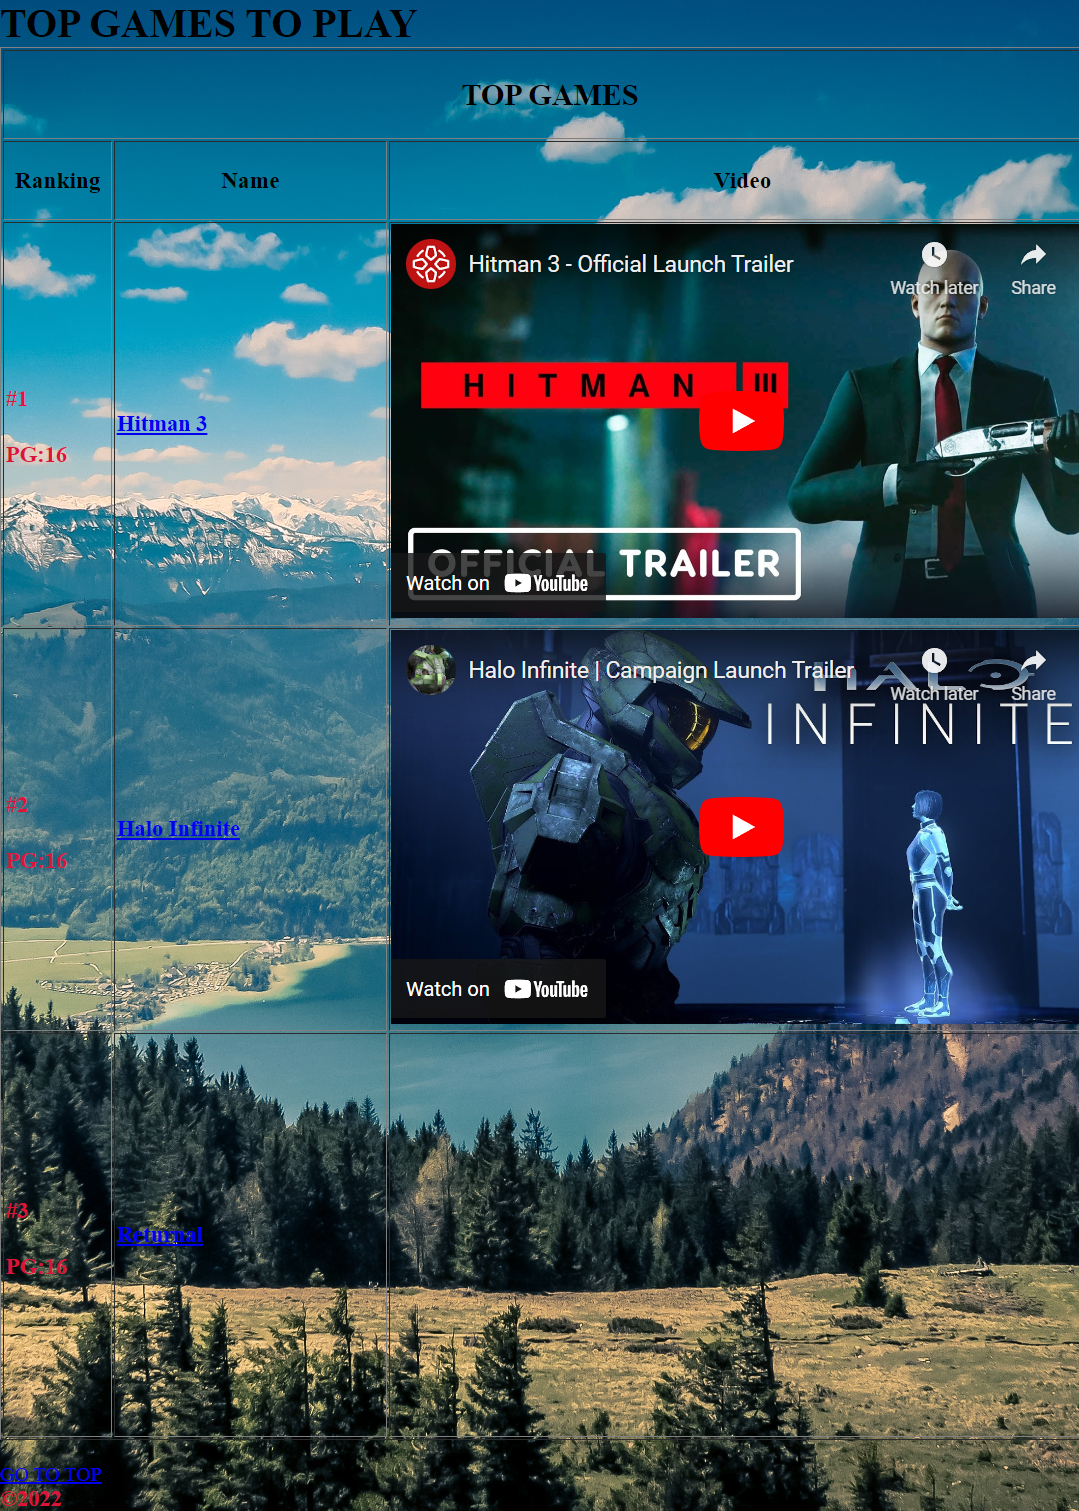 TOP GAMES TO PLAY
TOP GAMES
Ranking Name Video
#1
PG:16
Hitman 3
Hitman 3 - Official Launch Trailer
Watch later Share
HITMAN III
OFFICIAL TRAILER
Watch on YouTube
#2
PG:16
Halo Infinite
Halo Infinite | Campaign Launch Trailer
Watch later Share
HALO
INFINITE
Watch on YouTube
#3
PG:16
Returnal
GO TO TOP
©2022